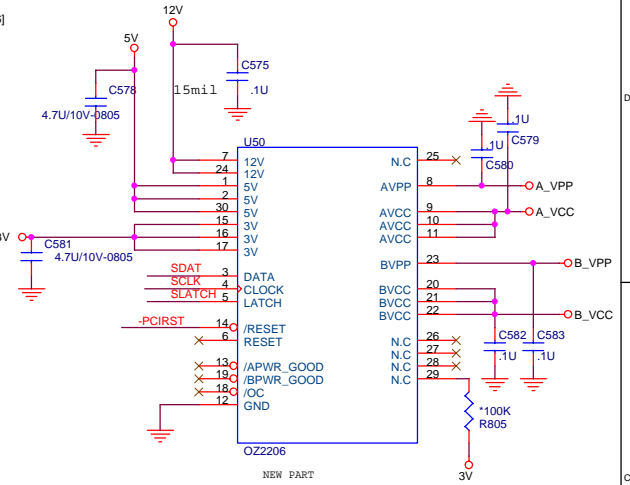 12V
5V
C575
.1U
C578
15mil
4.7U/10V-0805
.1U
C579
.1U
C580
U50
7 12V
24 12V
1 5V
2 5V
30 5V
15 3V
16 3V
17 3V
C581
4.7U/10V-0805
SDAT 3 DATA
SCLK 4 CLOCK
SLATCH 5 LATCH
-PCIRST 14 /RESET
6 RESET
13 /APWR_GOOD
19 /BPWR_GOOD
18 /OC
12 GND
N.C 25
AVPP 8 A_VPP
AVCC 9 A_VCC
AVCC 10
AVCC 11
BVPP 23 B_VPP
BVCC 20
BVCC 21
BVCC 22 B_VCC
N.C 26
N.C 27
N.C 28
N.C 29
C582
.1U
C583
.1U
*100K
R805
3V
OZ2206
NEW PART
D
C